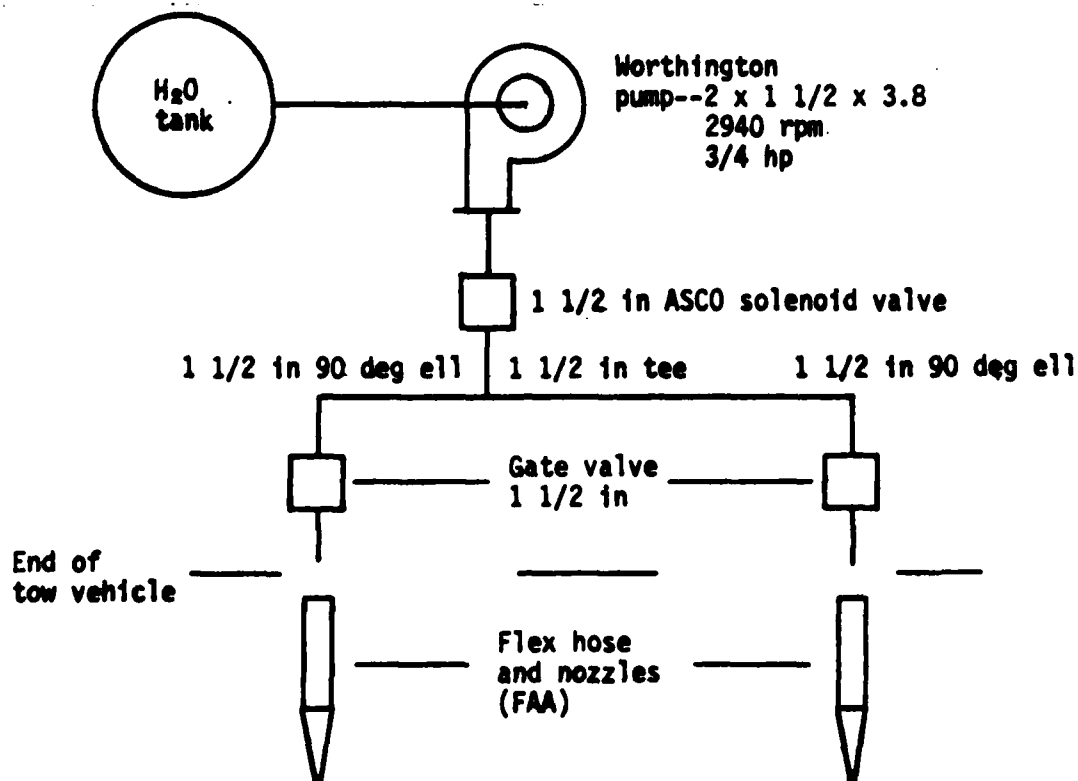 H₂O
tank
Worthington
pump--2 x 1 1/2 x 3.8
2940 rpm
3/4 hp
1 1/2 in ASCO solenoid valve
1 1/2 in 90 deg ell
1 1/2 in tee
1 1/2 in 90 deg ell
Gate valve
1 1/2 in
End of
tow vehicle
Flex hose
and nozzles
(FAA)